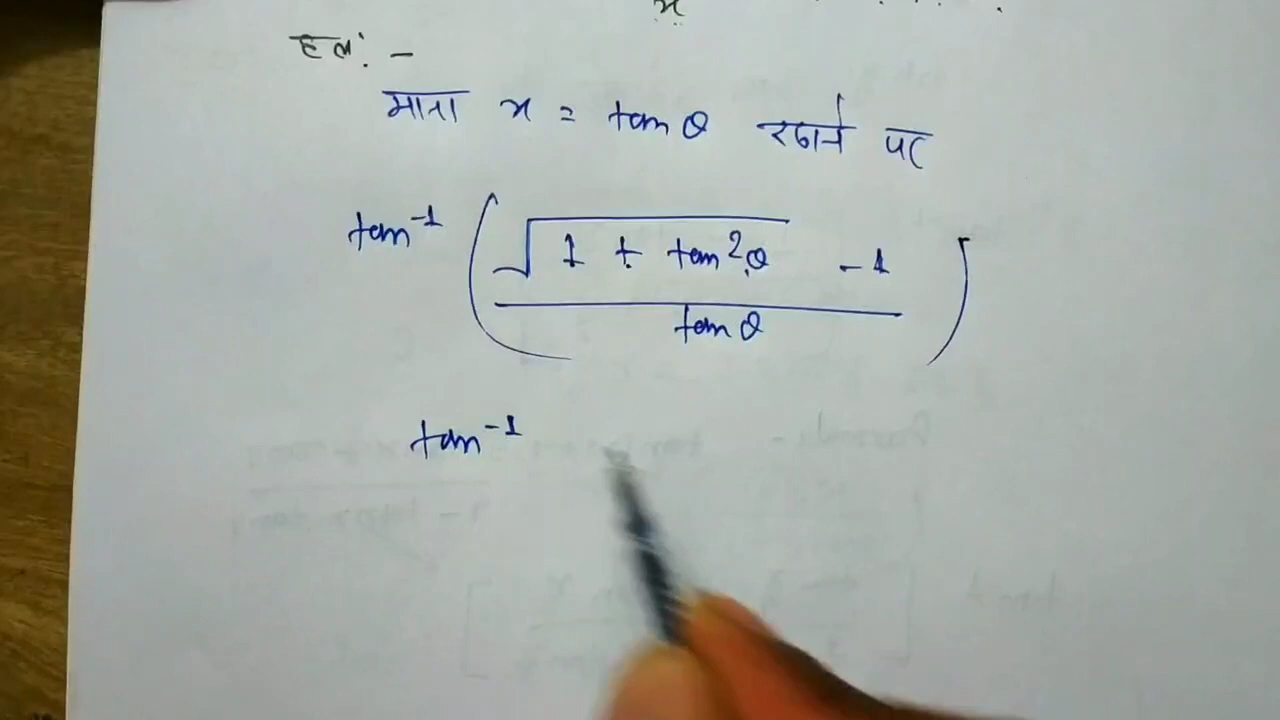 x
हल: -
माना x = tan θ रखने पर
tan⁻¹ ( √(1 + tan²θ) - 1 / tan θ )
tan⁻¹